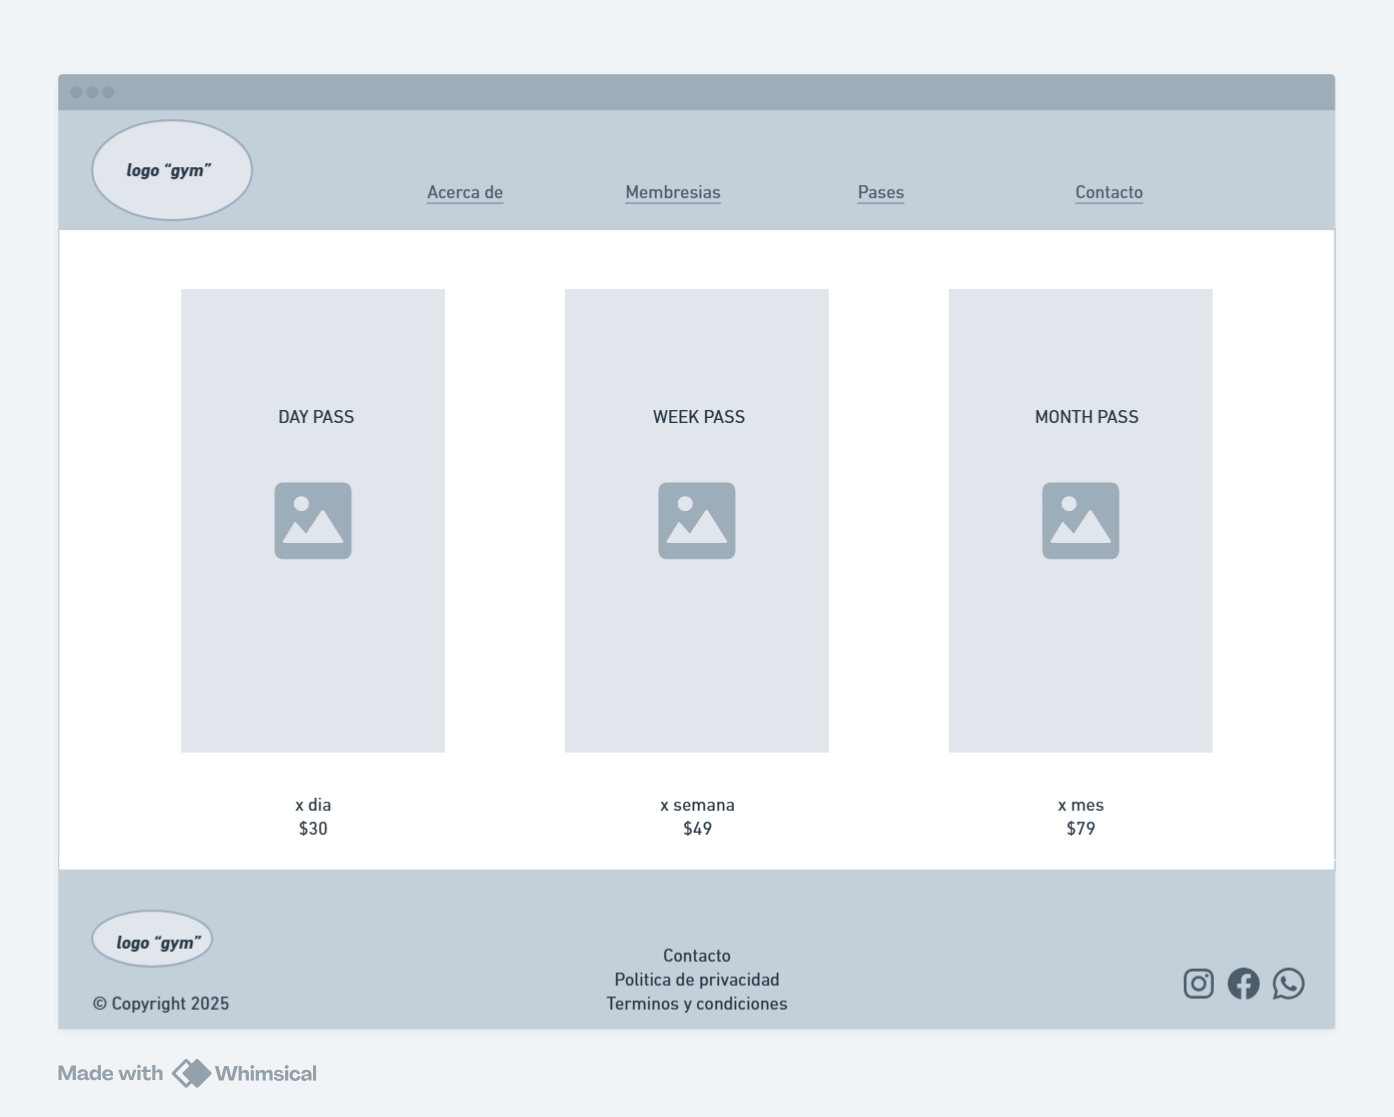 logo “gym”
Acerca de
Membresias
Pases
Contacto
DAY PASS
WEEK PASS
MONTH PASS
x dia
$30
x semana
$49
x mes
$79
logo “gym”
© Copyright 2025
Contacto
Politica de privacidad
Terminos y condiciones
Made with Whimsical